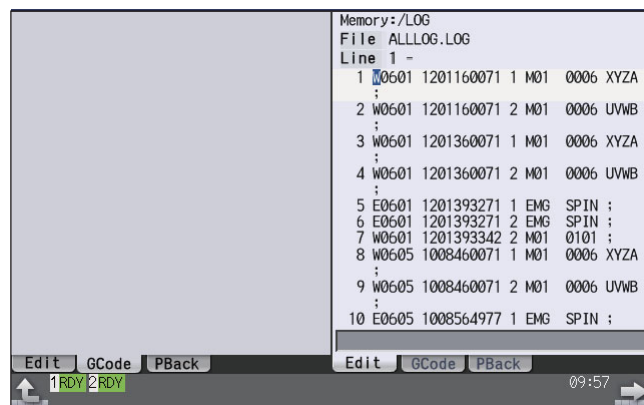 Memory:/LOG
File ALLLOG.LOG
Line 1 -
1 W0601 1201160071 1 M01 0006 XYZA
;
2 W0601 1201160071 2 M01 0006 UVWB
;
3 W0601 1201360071 1 M01 0006 XYZA
;
4 W0601 1201360071 2 M01 0006 UVWB
;
5 E0601 1201393271 1 EMG SPIN ;
6 E0601 1201393271 2 EMG SPIN ;
7 W0601 1201393342 2 M01 0101 ;
8 W0605 1008460071 1 M01 0006 XYZA
;
9 W0605 1008460071 2 M01 0006 UVWB
;
10 E0605 1008564977 1 EMG SPIN ;
Edit GCode PBack Edit GCode PBack
1 RDY 2 RDY 09:57